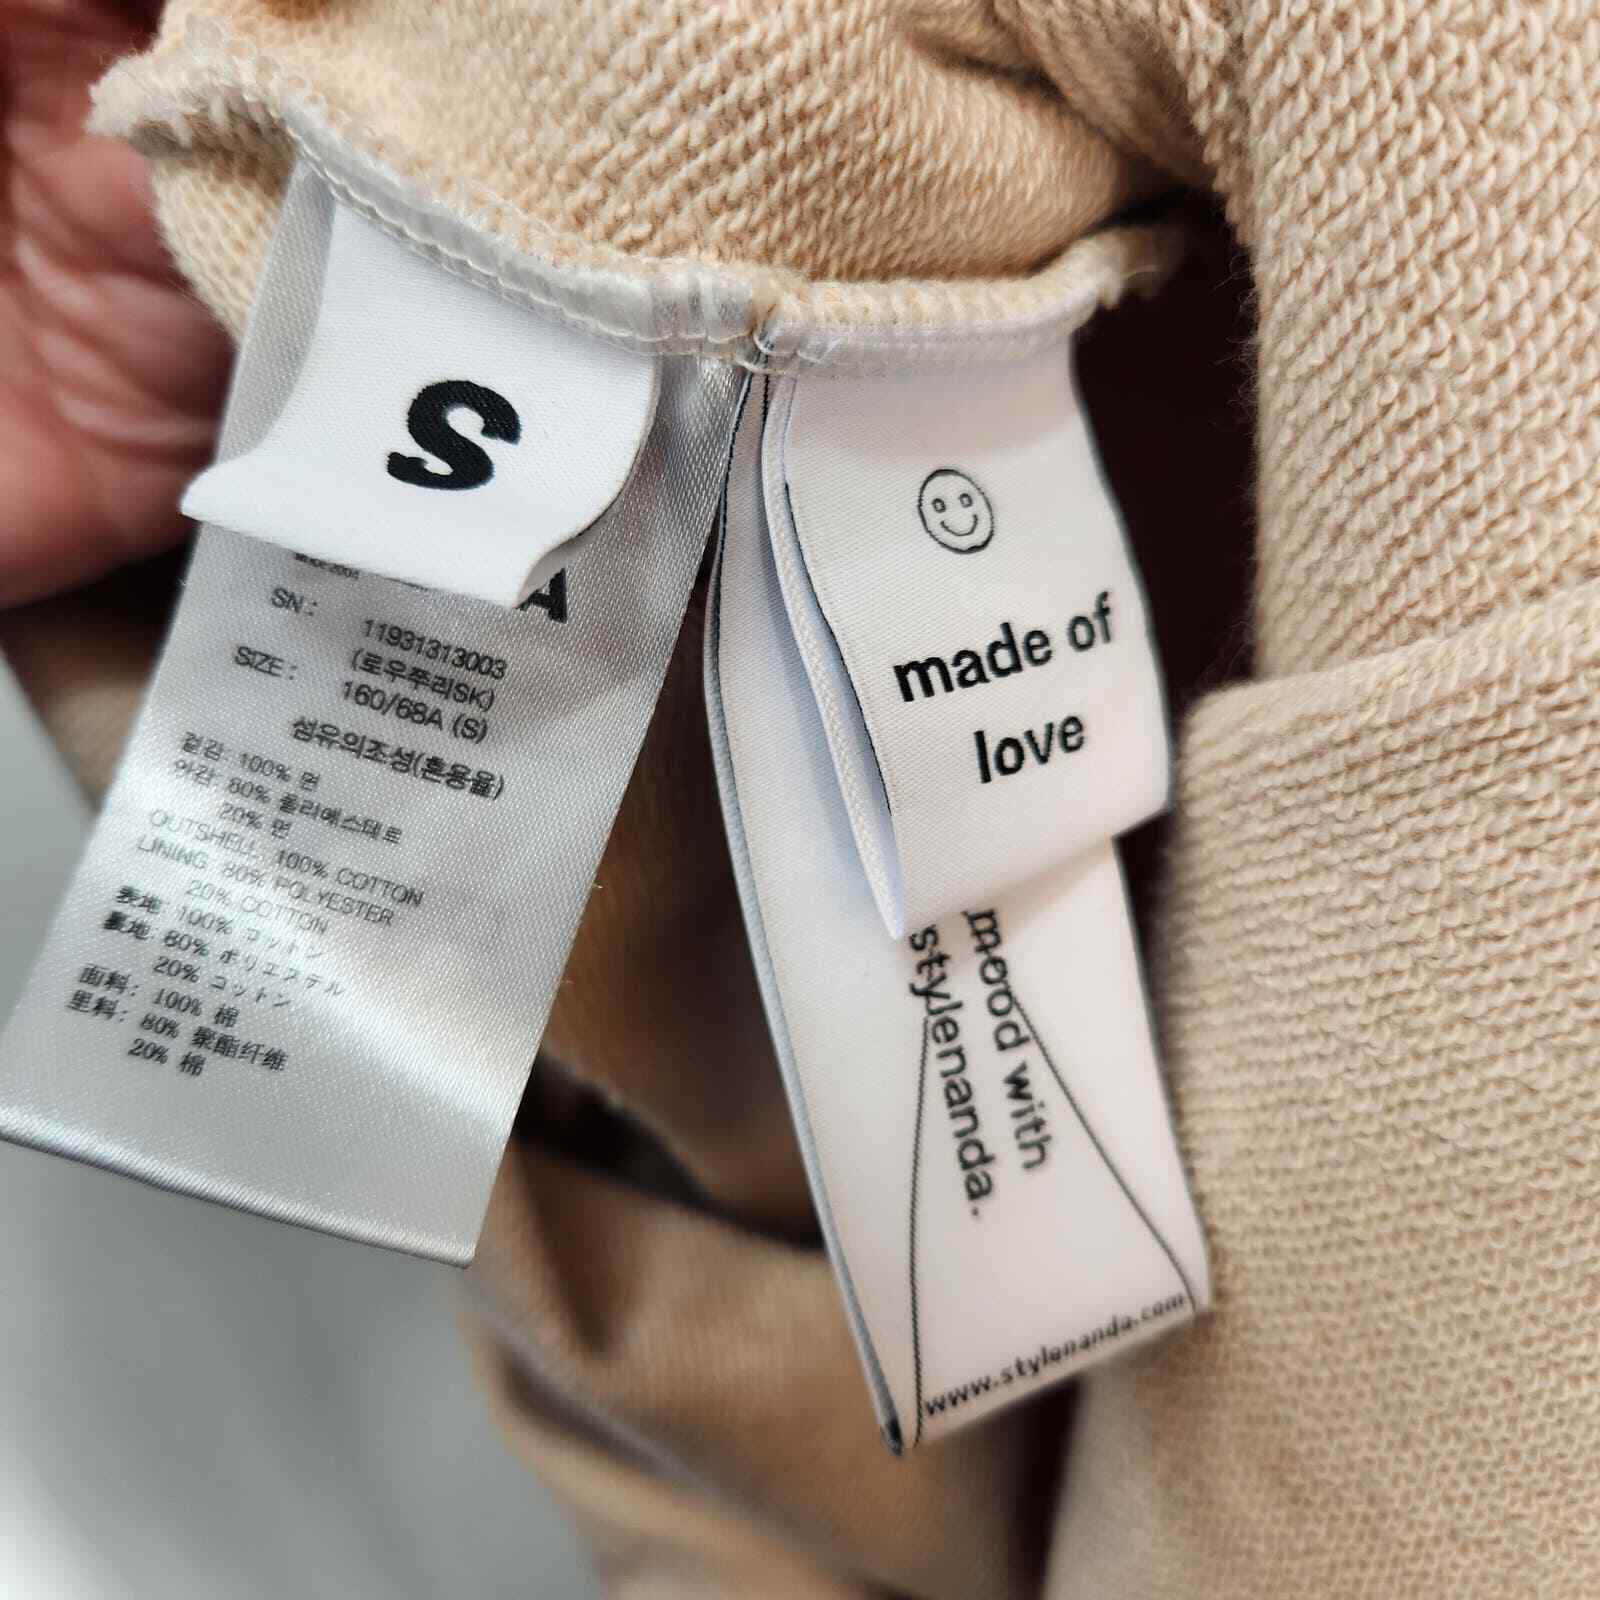 S
A
SN: 11931313003
(로우쭈리SK)
SIZE: 160/68A (S)
섬유의조성(혼용율)
겉감: 100% 면
안감: 80% 폴리에스테르
20% 면
OUTSHELL: 100% COTTON
LINING: 80% POLYESTER
20% COTTON
表地: 100% コットン
裏地: 80% ポリエステル
20% コットン
面料: 100% 棉
里料: 80% 聚酯纤维
20% 棉
made of
love
mood with
stylenanda.
www.stylenanda.com